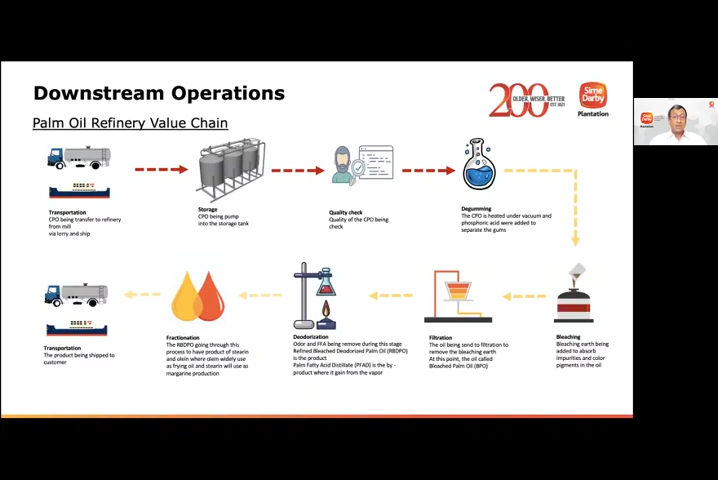 Downstream Operations
200
OLDER. WISER. BETTER
EST. 1821
Sime
Darby
Plantation
Palm Oil Refinery Value Chain
Transportation
CPO being transfer to refinery
from mill
via lorry and ship
Storage
CPO being pump
into the storage tank
Quality check
Quality of the CPO being
check
Degumming
The CPO is heated under vacuum and
phosphoric acid were added to
separate the gums
Transportation
The product being shipped to
customer
Fractionation
The RBDPO going through this
process to have product of stearin
and olein where olein widely use
as frying oil and stearin will use as
margarine production
Deodorization
Odor and FFA being remove during this stage
Refined Bleached Deodorized Palm Oil (RBDPO)
is the product
Palm Fatty Acid Distillate (PFAD) is the by -
product where it gain from the vapor
Filtration
The oil being send to filtration to
remove the bleaching earth
At this point, the oil called
Bleached Palm Oil (BPO)
Bleaching
Bleaching earth being
added to absorb
impurities and color
pigments in the oil